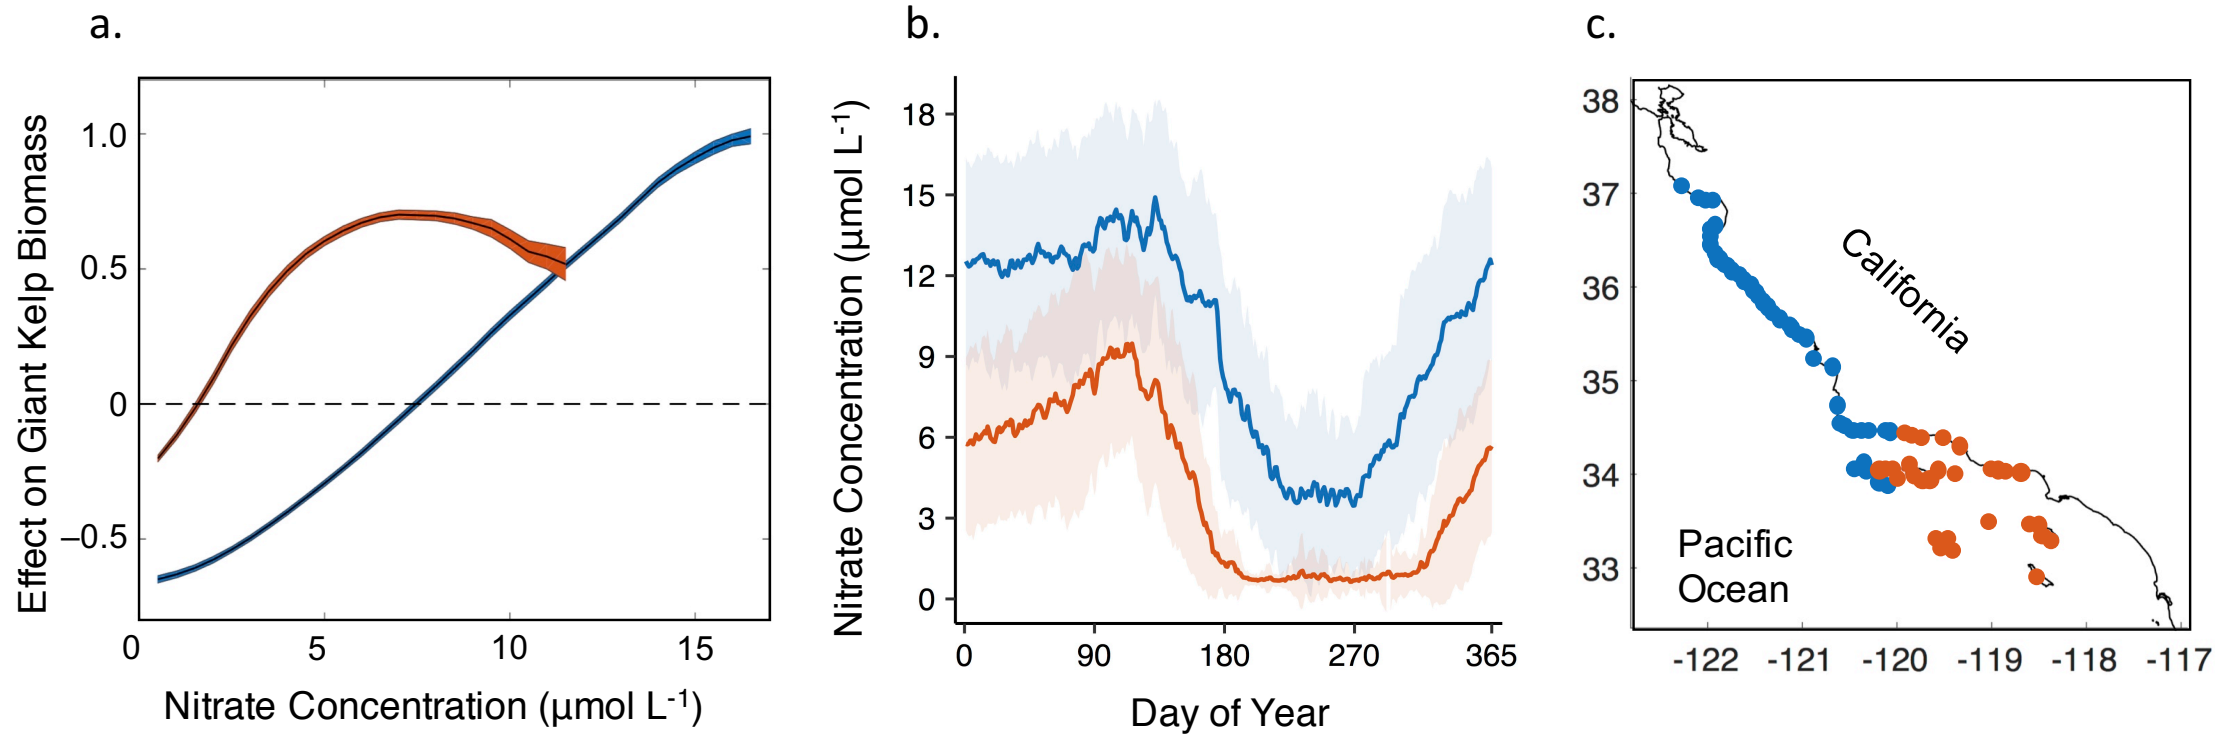 a.
Effect on Giant Kelp Biomass
1.0
0.5
0
–0.5
0 5 10 15
Nitrate Concentration (µmol L-1)
b.
Nitrate Concentration (µmol L-1)
18
15
12
9
6
3
0
0 90 180 270 365
Day of Year
c.
38
37
36
35
34
33
California
Pacific
Ocean
-122 -121 -120 -119 -118 -117